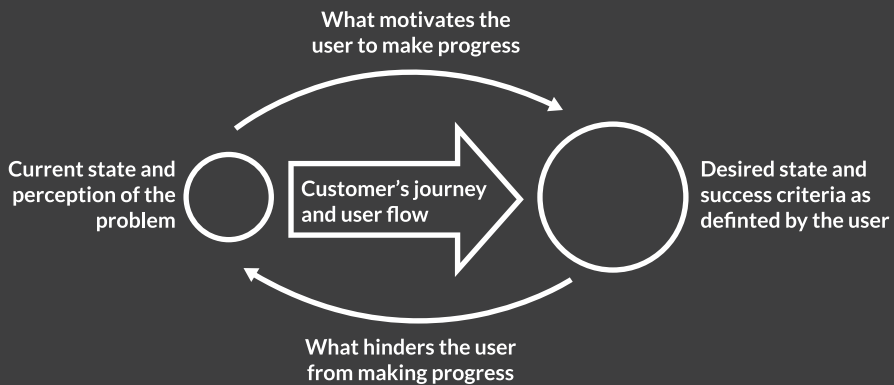 What motivates the
user to make progress
Current state and
perception of the
problem
Customer's journey
and user flow
Desired state and
success criteria as
definted by the user
What hinders the user
from making progress